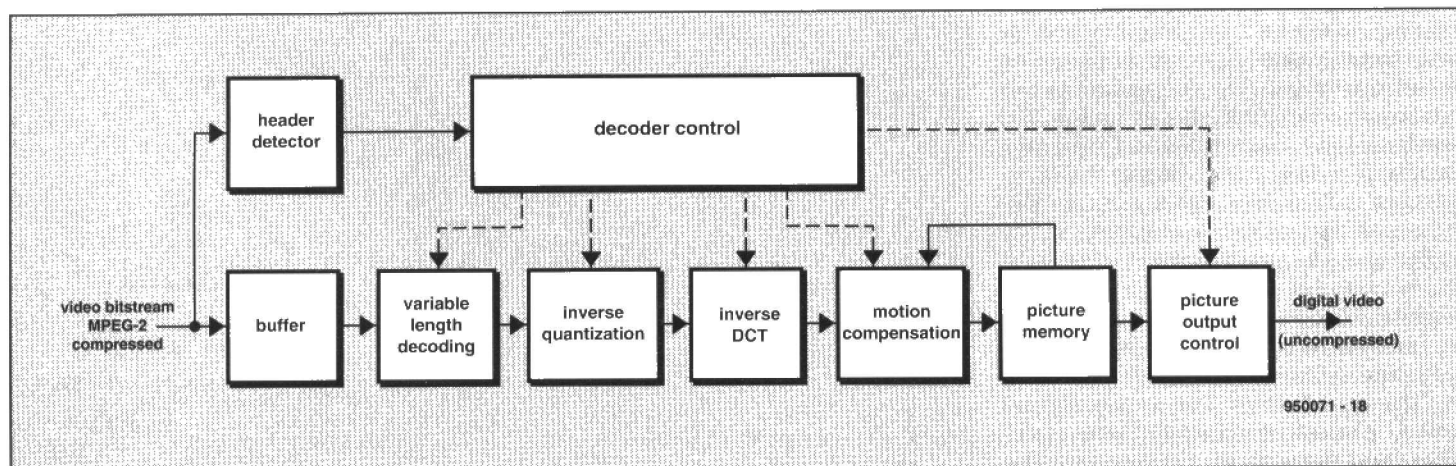 header
detector
decoder control
video bitstream
MPEG-2
compressed
buffer
variable
length
decoding
inverse
quantization
inverse
DCT
motion
compensation
picture
memory
picture
output
control
digital video
(uncompressed)
950071 - 18